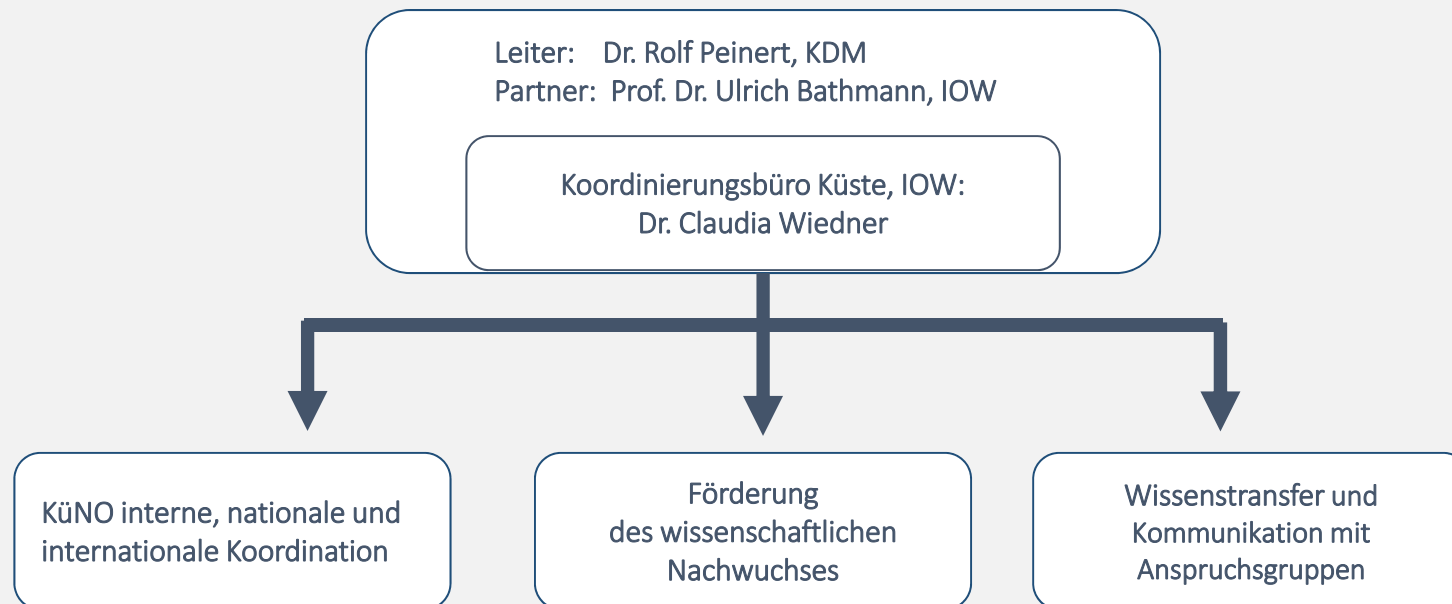 Leiter: Dr. Rolf Peinert, KDM
Partner: Prof. Dr. Ulrich Bathmann, IOW
Koordinierungsbüro Küste, IOW:
Dr. Claudia Wiedner
KüNO interne, nationale und
internationale Koordination
Förderung
des wissenschaftlichen
Nachwuchses
Wissenstransfer und
Kommunikation mit
Anspruchsgruppen